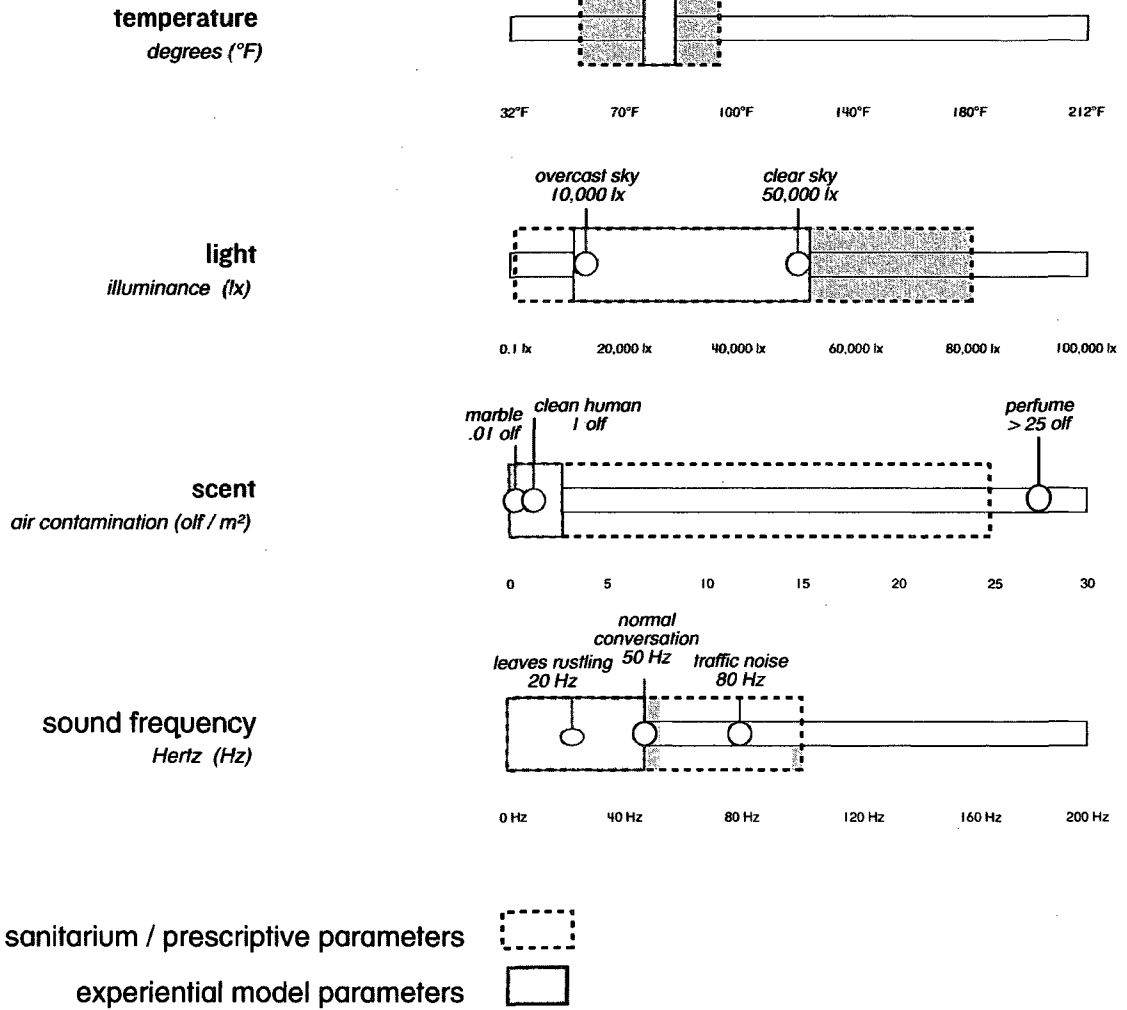 temperature
degrees (°F)
32°F 70°F 100°F 140°F 180°F 212°F
overcast sky
10,000 lx
clear sky
50,000 lx
light
illuminance (lx)
0.1 lx 20,000 lx 40,000 lx 60,000 lx 80,000 lx 100,000 lx
marble
.01 olf
clean human
1 olf
perfume
> 25 olf
scent
air contamination (olf / m²)
0 5 10 15 20 25 30
leaves rustling
20 Hz
normal
conversation
50 Hz
traffic noise
80 Hz
sound frequency
Hertz (Hz)
0 Hz 40 Hz 80 Hz 120 Hz 160 Hz 200 Hz
sanitarium / prescriptive parameters
experiential model parameters